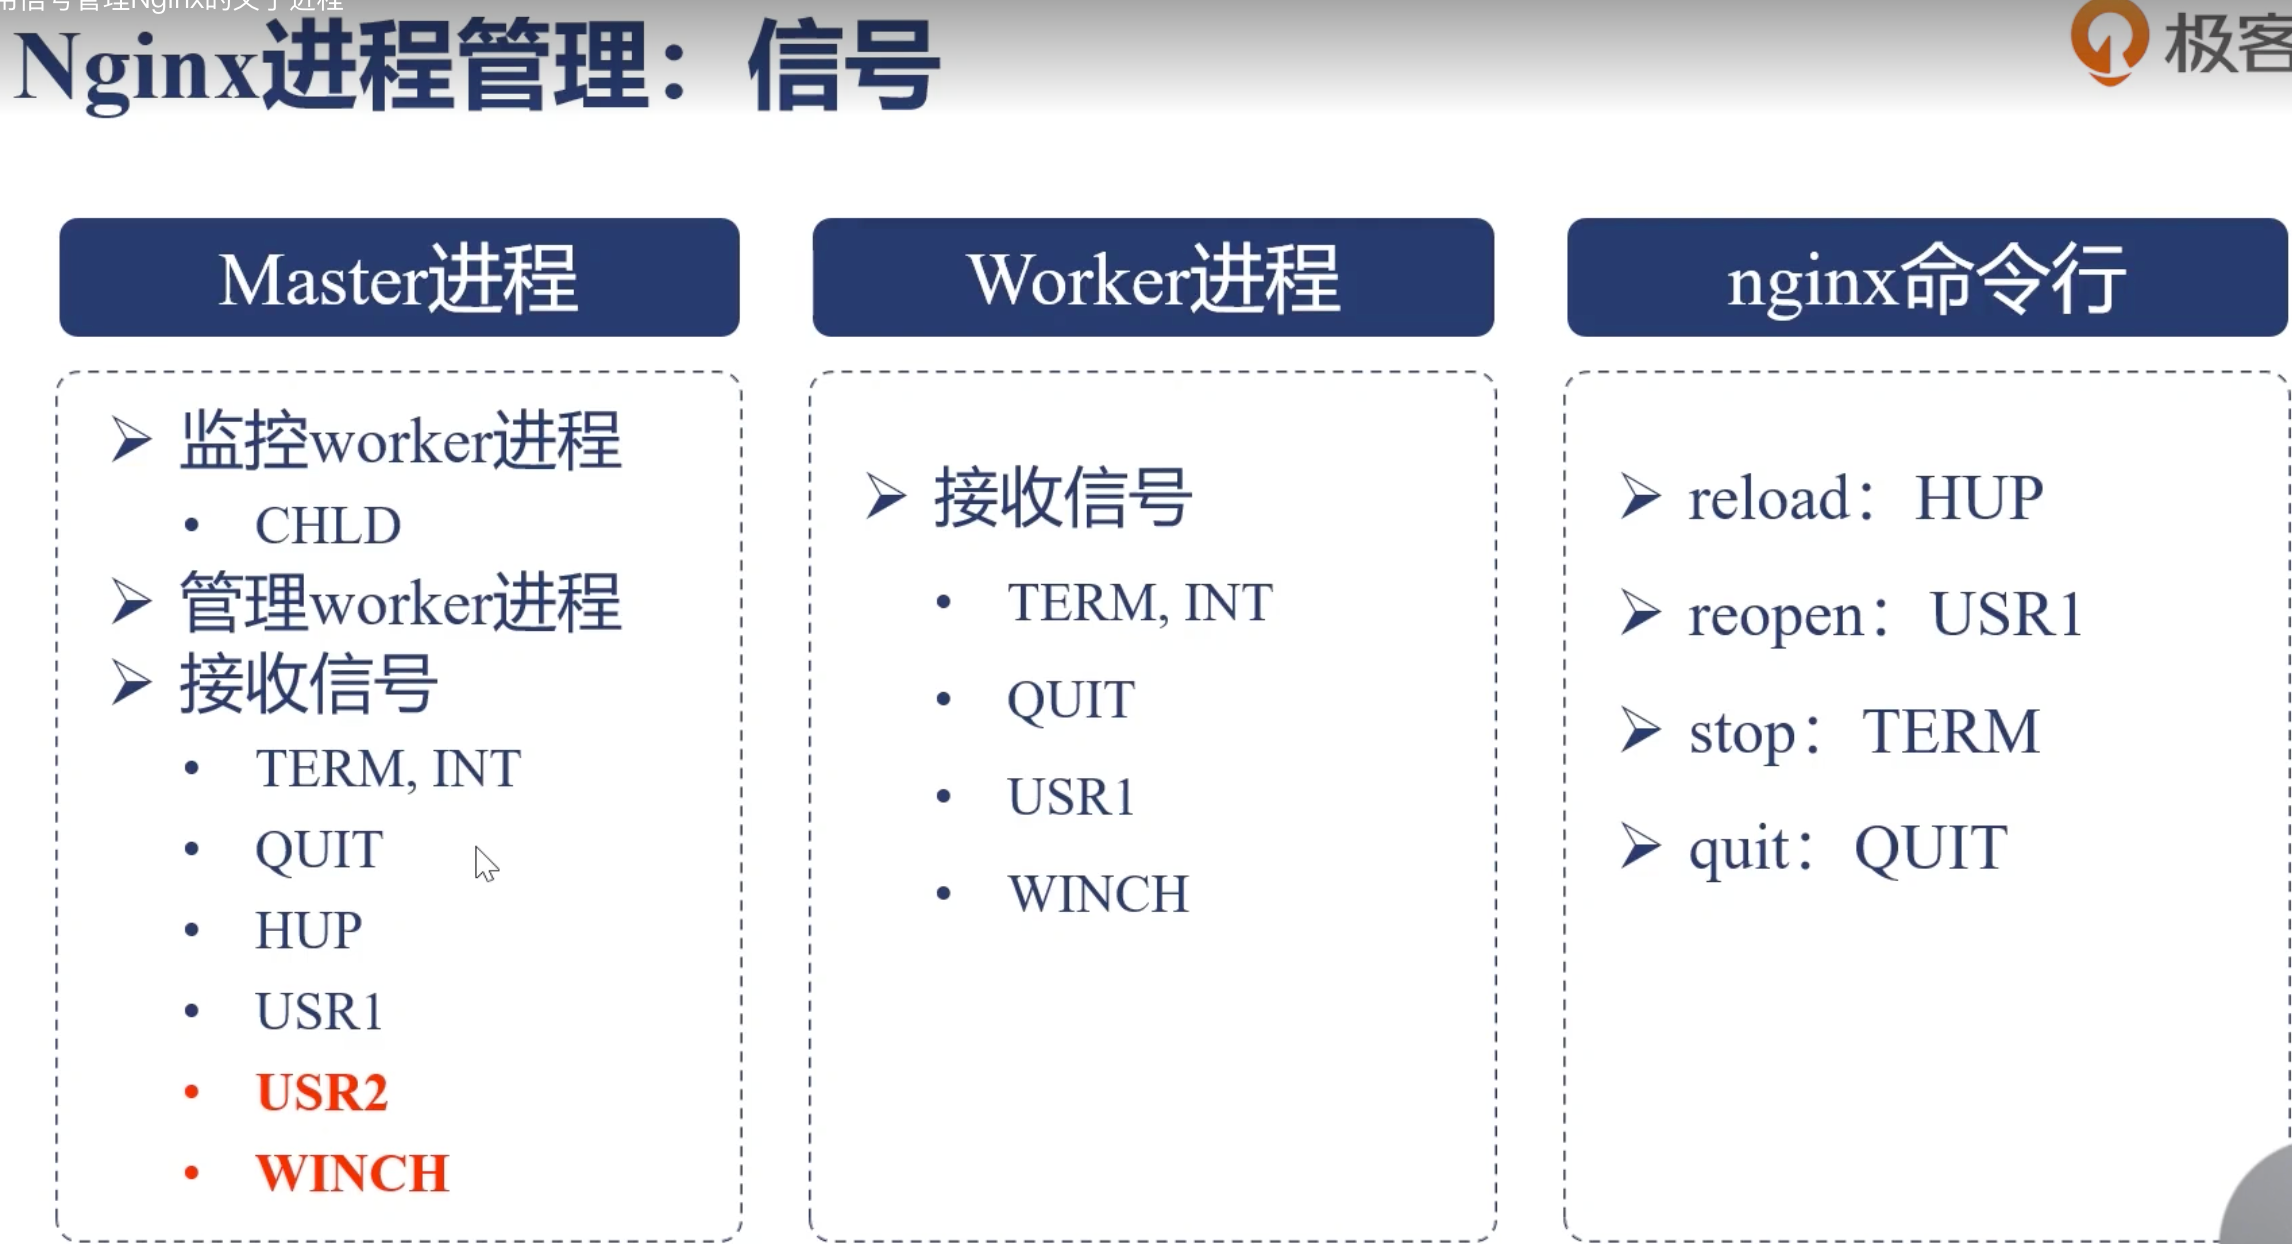 用信号管理Nginx的父子进程
Nginx进程管理：信号
极客
Master进程
监控worker进程
CHLD
管理worker进程
接收信号
TERM, INT
QUIT
HUP
USR1
USR2
WINCH
Worker进程
接收信号
TERM, INT
QUIT
USR1
WINCH
nginx命令行
reload：HUP
reopen：USR1
stop：TERM
quit：QUIT